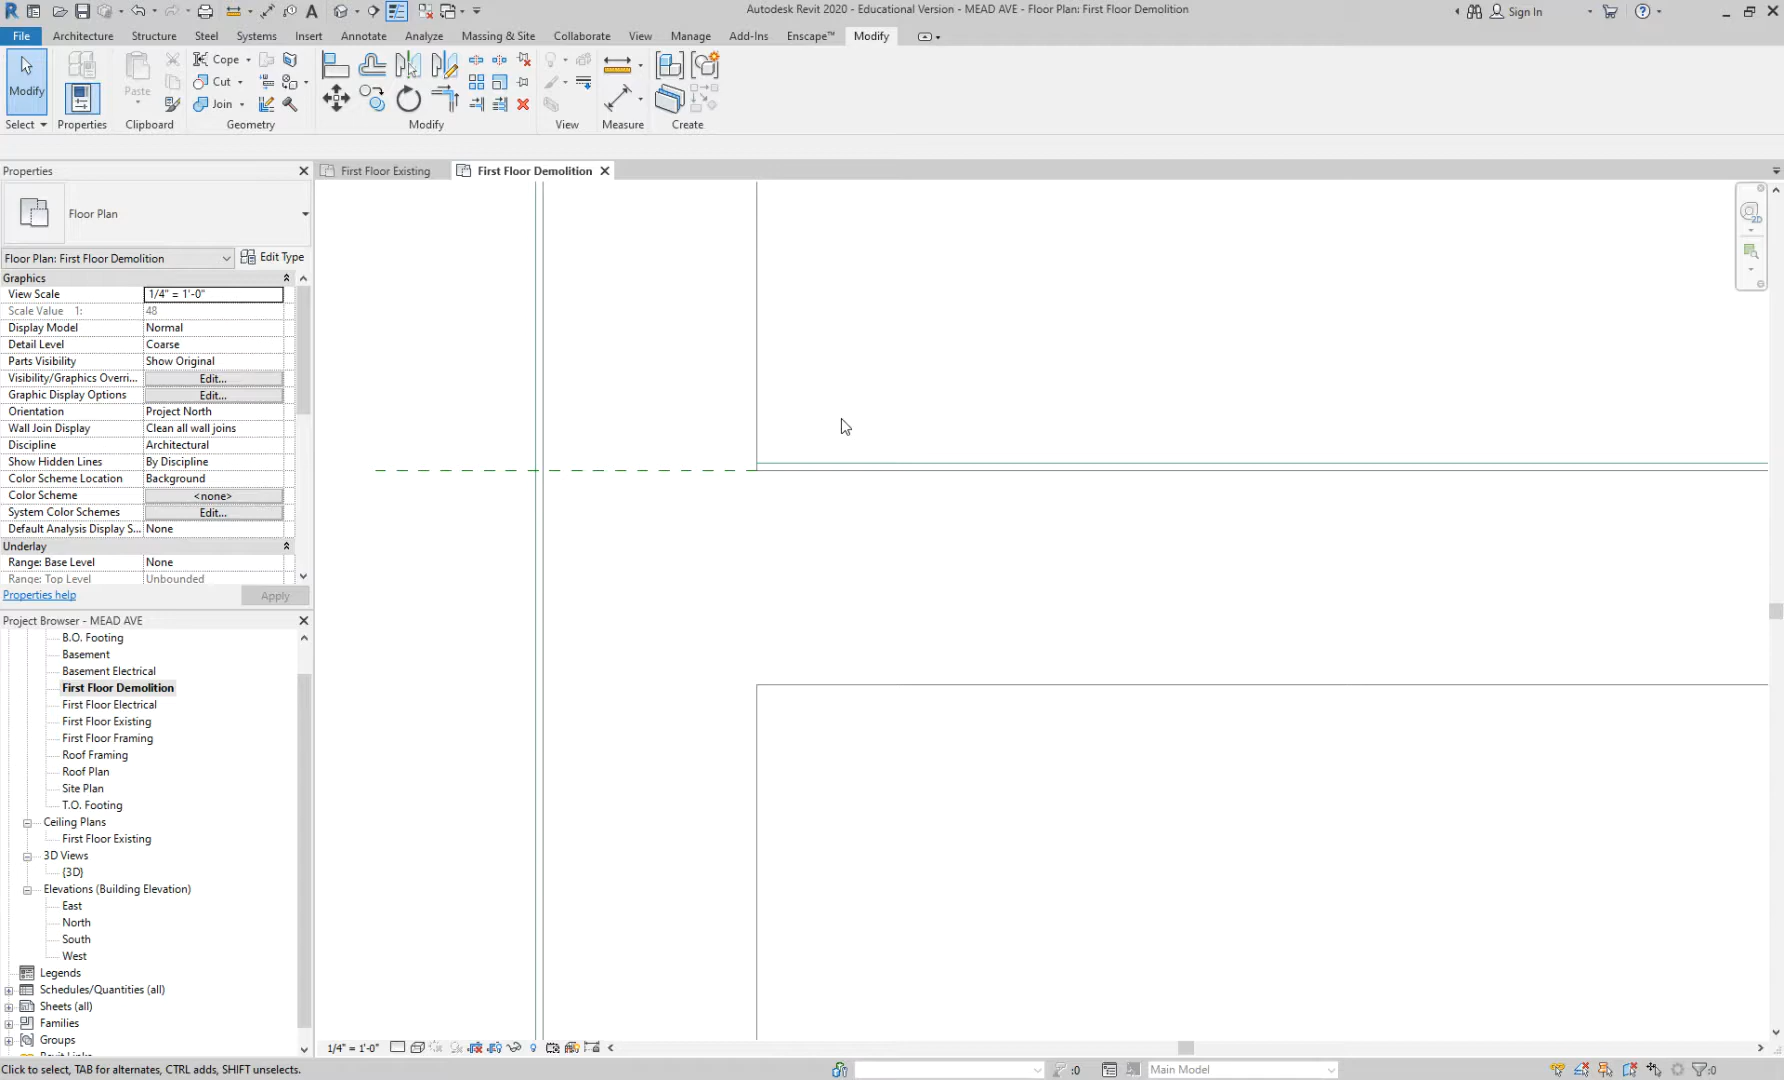 Autodesk Revit 2020 - Educational Version - MEAD AVE - Floor Plan: First Floor Demolition
Sign In
File Architecture Structure Steel Systems Insert Annotate Analyze Massing & Site Collaborate View Manage Add-Ins Enscape™ Modify
Modify
Paste
Cope
Cut
Join
Select Properties Clipboard Geometry Modify View Measure Create
Properties
First Floor Existing
First Floor Demolition
Floor Plan
Floor Plan: First Floor Demolition
Edit Type
Graphics
View Scale 1/4" = 1'-0"
Scale Value 1: 48
Display Model Normal
Detail Level Coarse
Parts Visibility Show Original
Visibility/Graphics Overri... Edit...
Graphic Display Options Edit...
Orientation Project North
Wall Join Display Clean all wall joins
Discipline Architectural
Show Hidden Lines By Discipline
Color Scheme Location Background
Color Scheme <none>
System Color Schemes Edit...
Default Analysis Display S... None
Underlay
Range: Base Level None
Range: Top Level Unbounded
Properties help
Apply
Project Browser - MEAD AVE
B.O. Footing
Basement
Basement Electrical
First Floor Demolition
First Floor Electrical
First Floor Existing
First Floor Framing
Roof Framing
Roof Plan
Site Plan
T.O. Footing
Ceiling Plans
First Floor Existing
3D Views
{3D}
Elevations (Building Elevation)
East
North
South
West
Legends
Schedules/Quantities (all)
Sheets (all)
Families
Groups
Revit Links
1/4" = 1'-0"
Click to select, TAB for alternates, CTRL adds, SHIFT unselects.
:0
Main Model
:0